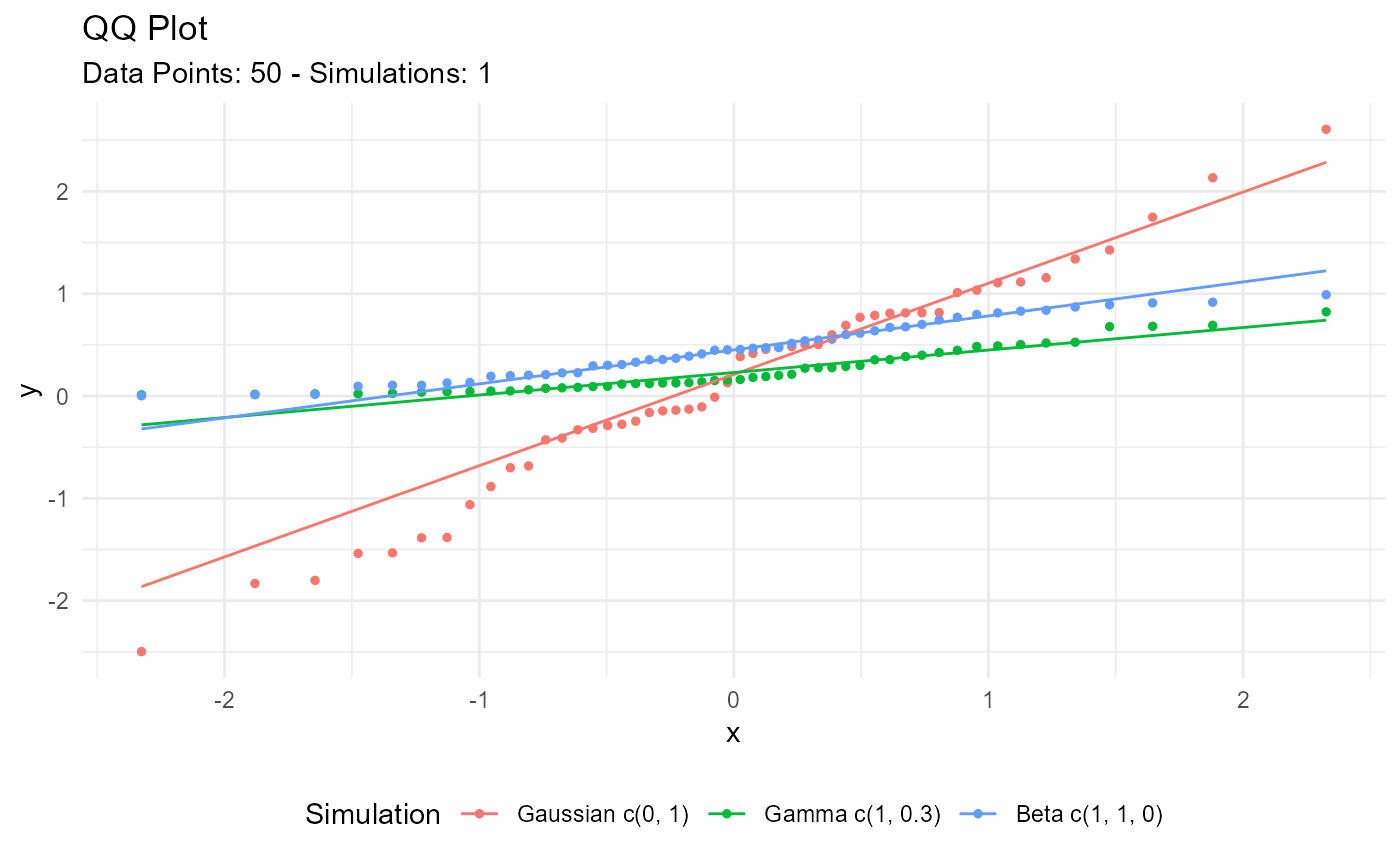 QQ Plot
Data Points: 50 - Simulations: 1
y
2
1
0
-1
-2
-2 -1 0 1 2
x
Simulation Gaussian c(0, 1) Gamma c(1, 0.3) Beta c(1, 1, 0)